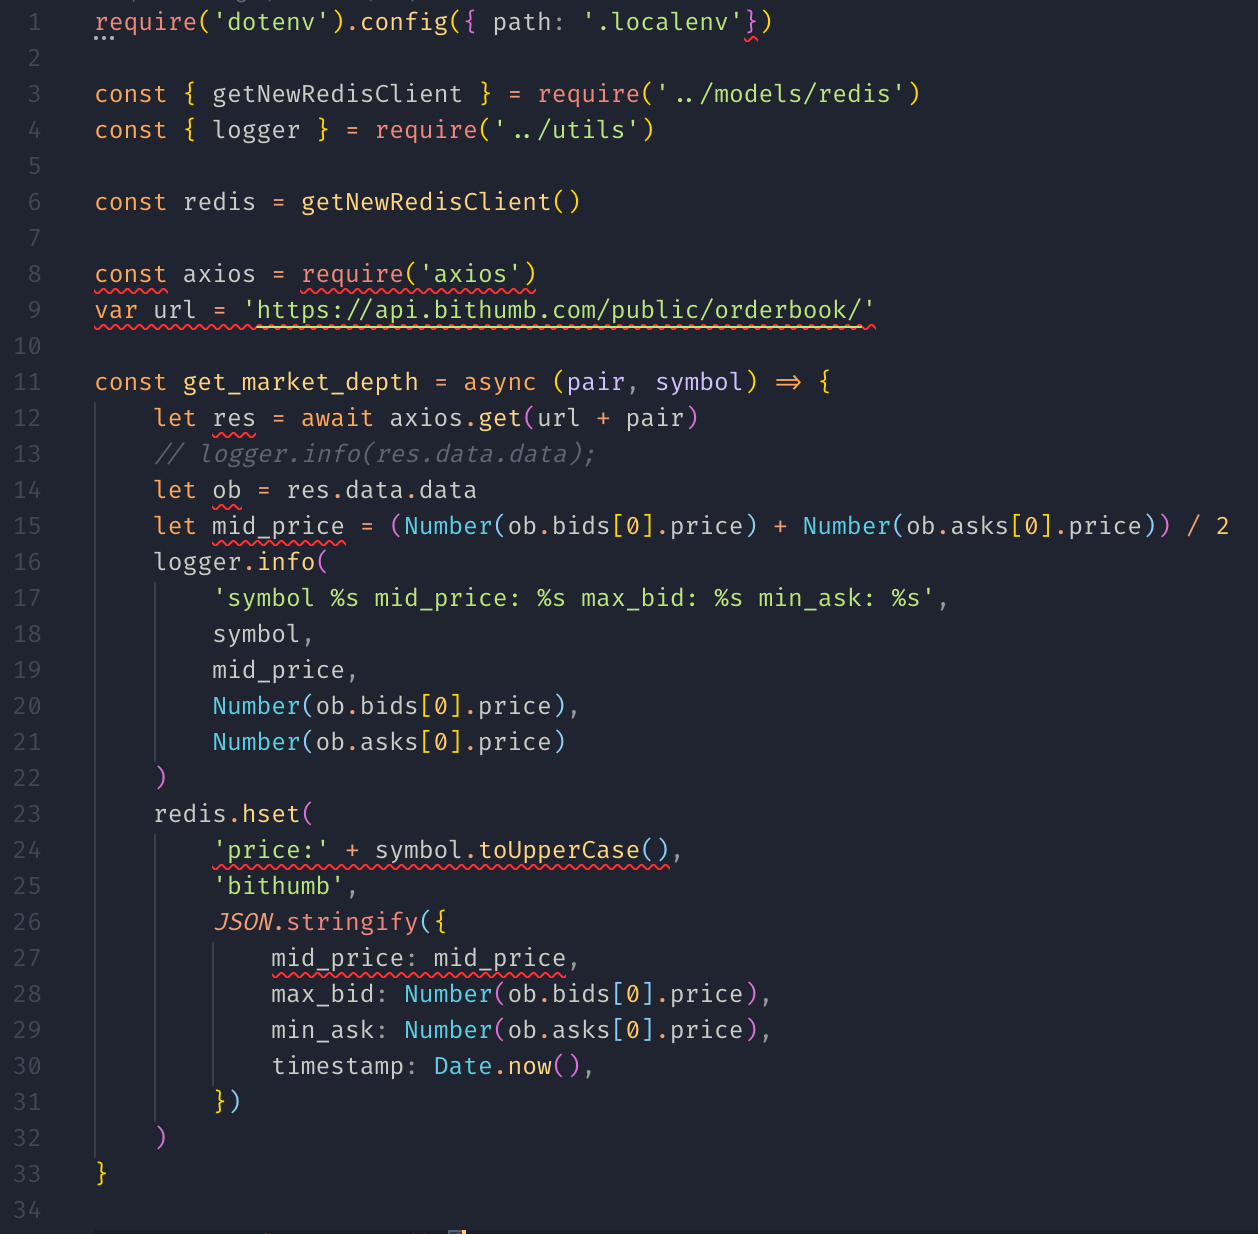 1 require('dotenv').config({ path: '.localenv'})
2
3 const { getNewRedisClient } = require('../models/redis')
4 const { logger } = require('../utils')
5
6 const redis = getNewRedisClient()
7
8 const axios = require('axios')
9 var url = 'https://api.bithumb.com/public/orderbook/'
10
11 const get_market_depth = async (pair, symbol) => {
12     let res = await axios.get(url + pair)
13     // logger.info(res.data.data);
14     let ob = res.data.data
15     let mid_price = (Number(ob.bids[0].price) + Number(ob.asks[0].price)) / 2
16     logger.info(
17         'symbol %s mid_price: %s max_bid: %s min_ask: %s',
18         symbol,
19         mid_price,
20         Number(ob.bids[0].price),
21         Number(ob.asks[0].price)
22     )
23     redis.hset(
24         'price:' + symbol.toUpperCase(),
25         'bithumb',
26         JSON.stringify({
27             mid_price: mid_price,
28             max_bid: Number(ob.bids[0].price),
29             min_ask: Number(ob.asks[0].price),
30             timestamp: Date.now(),
31         })
32     )
33 }
34